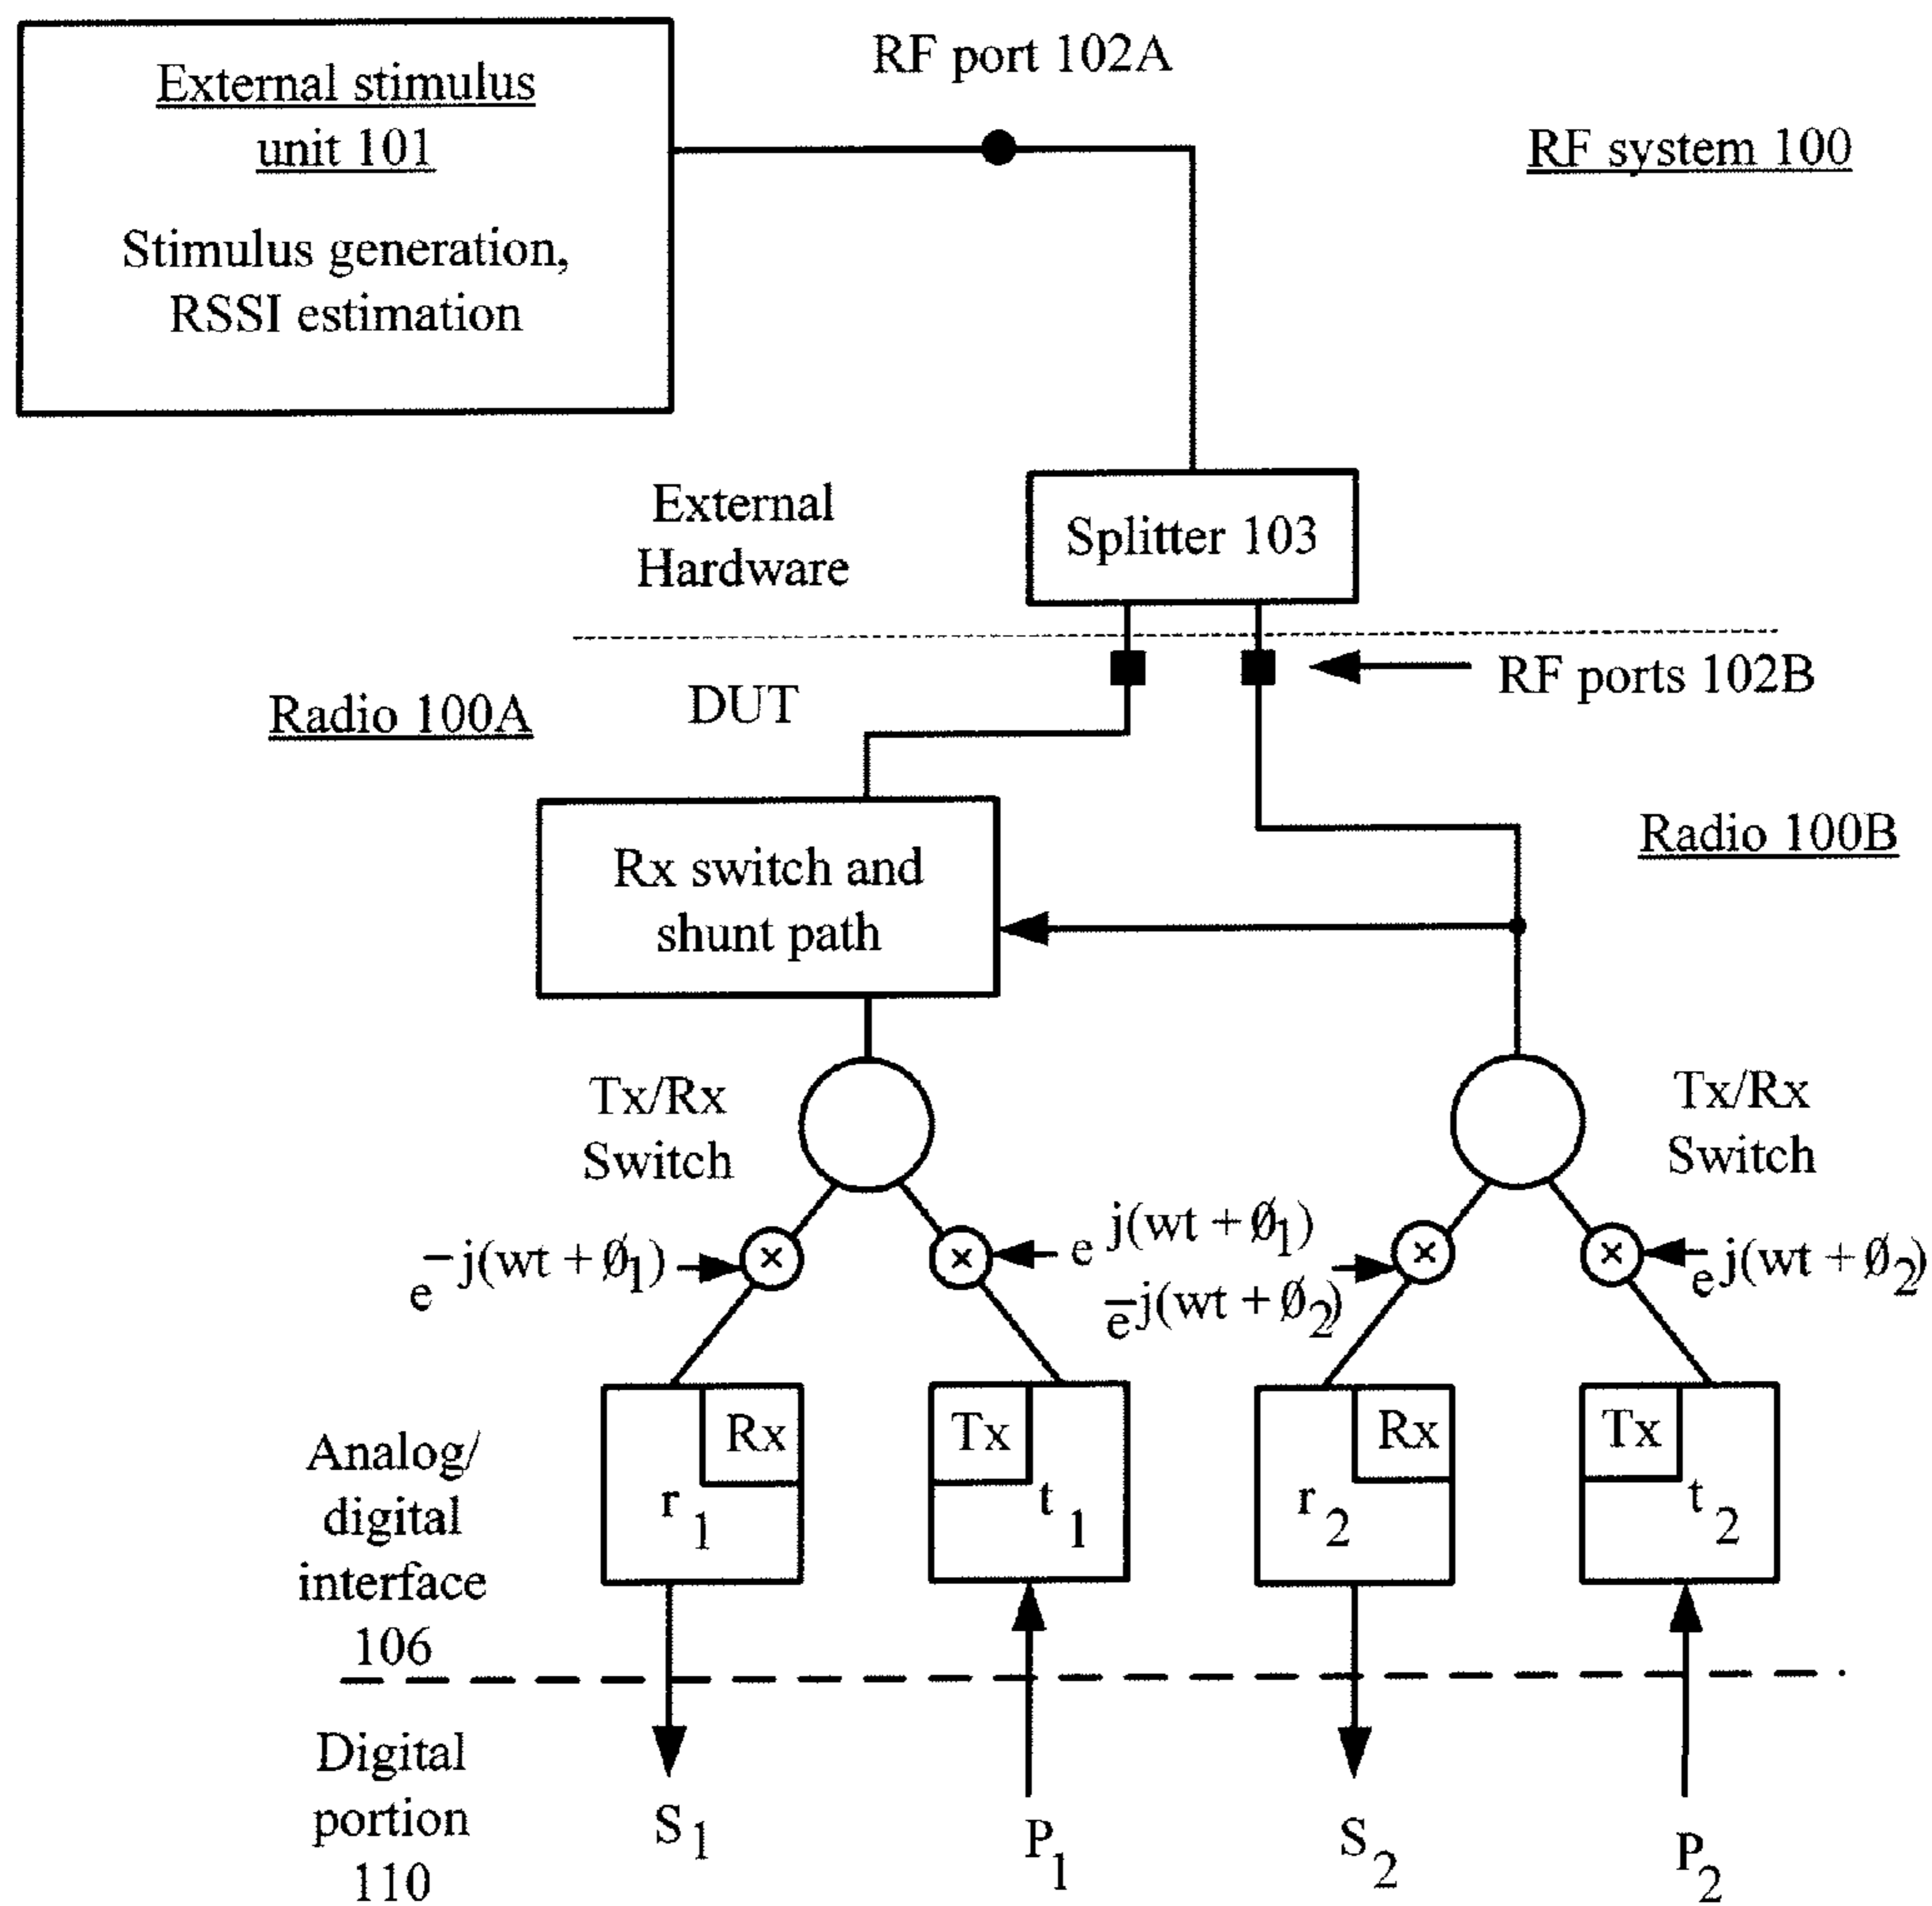 External stimulus
unit 101
Stimulus generation,
RSSI estimation
RF port 102A
RF system 100
External
Hardware
Splitter 103
RF ports 102B
DUT
Radio 100A
Radio 100B
Rx switch and
shunt path
Tx/Rx
Switch
Tx/Rx
Switch
e^-j(wt + ø1)
e^j(wt + ø1)
e^-j(wt + ø2)
e^j(wt + ø2)
Rx
r1
Tx
t1
Rx
r2
Tx
t2
Analog/
digital
interface
106
Digital
portion
110
S1
P1
S2
P2